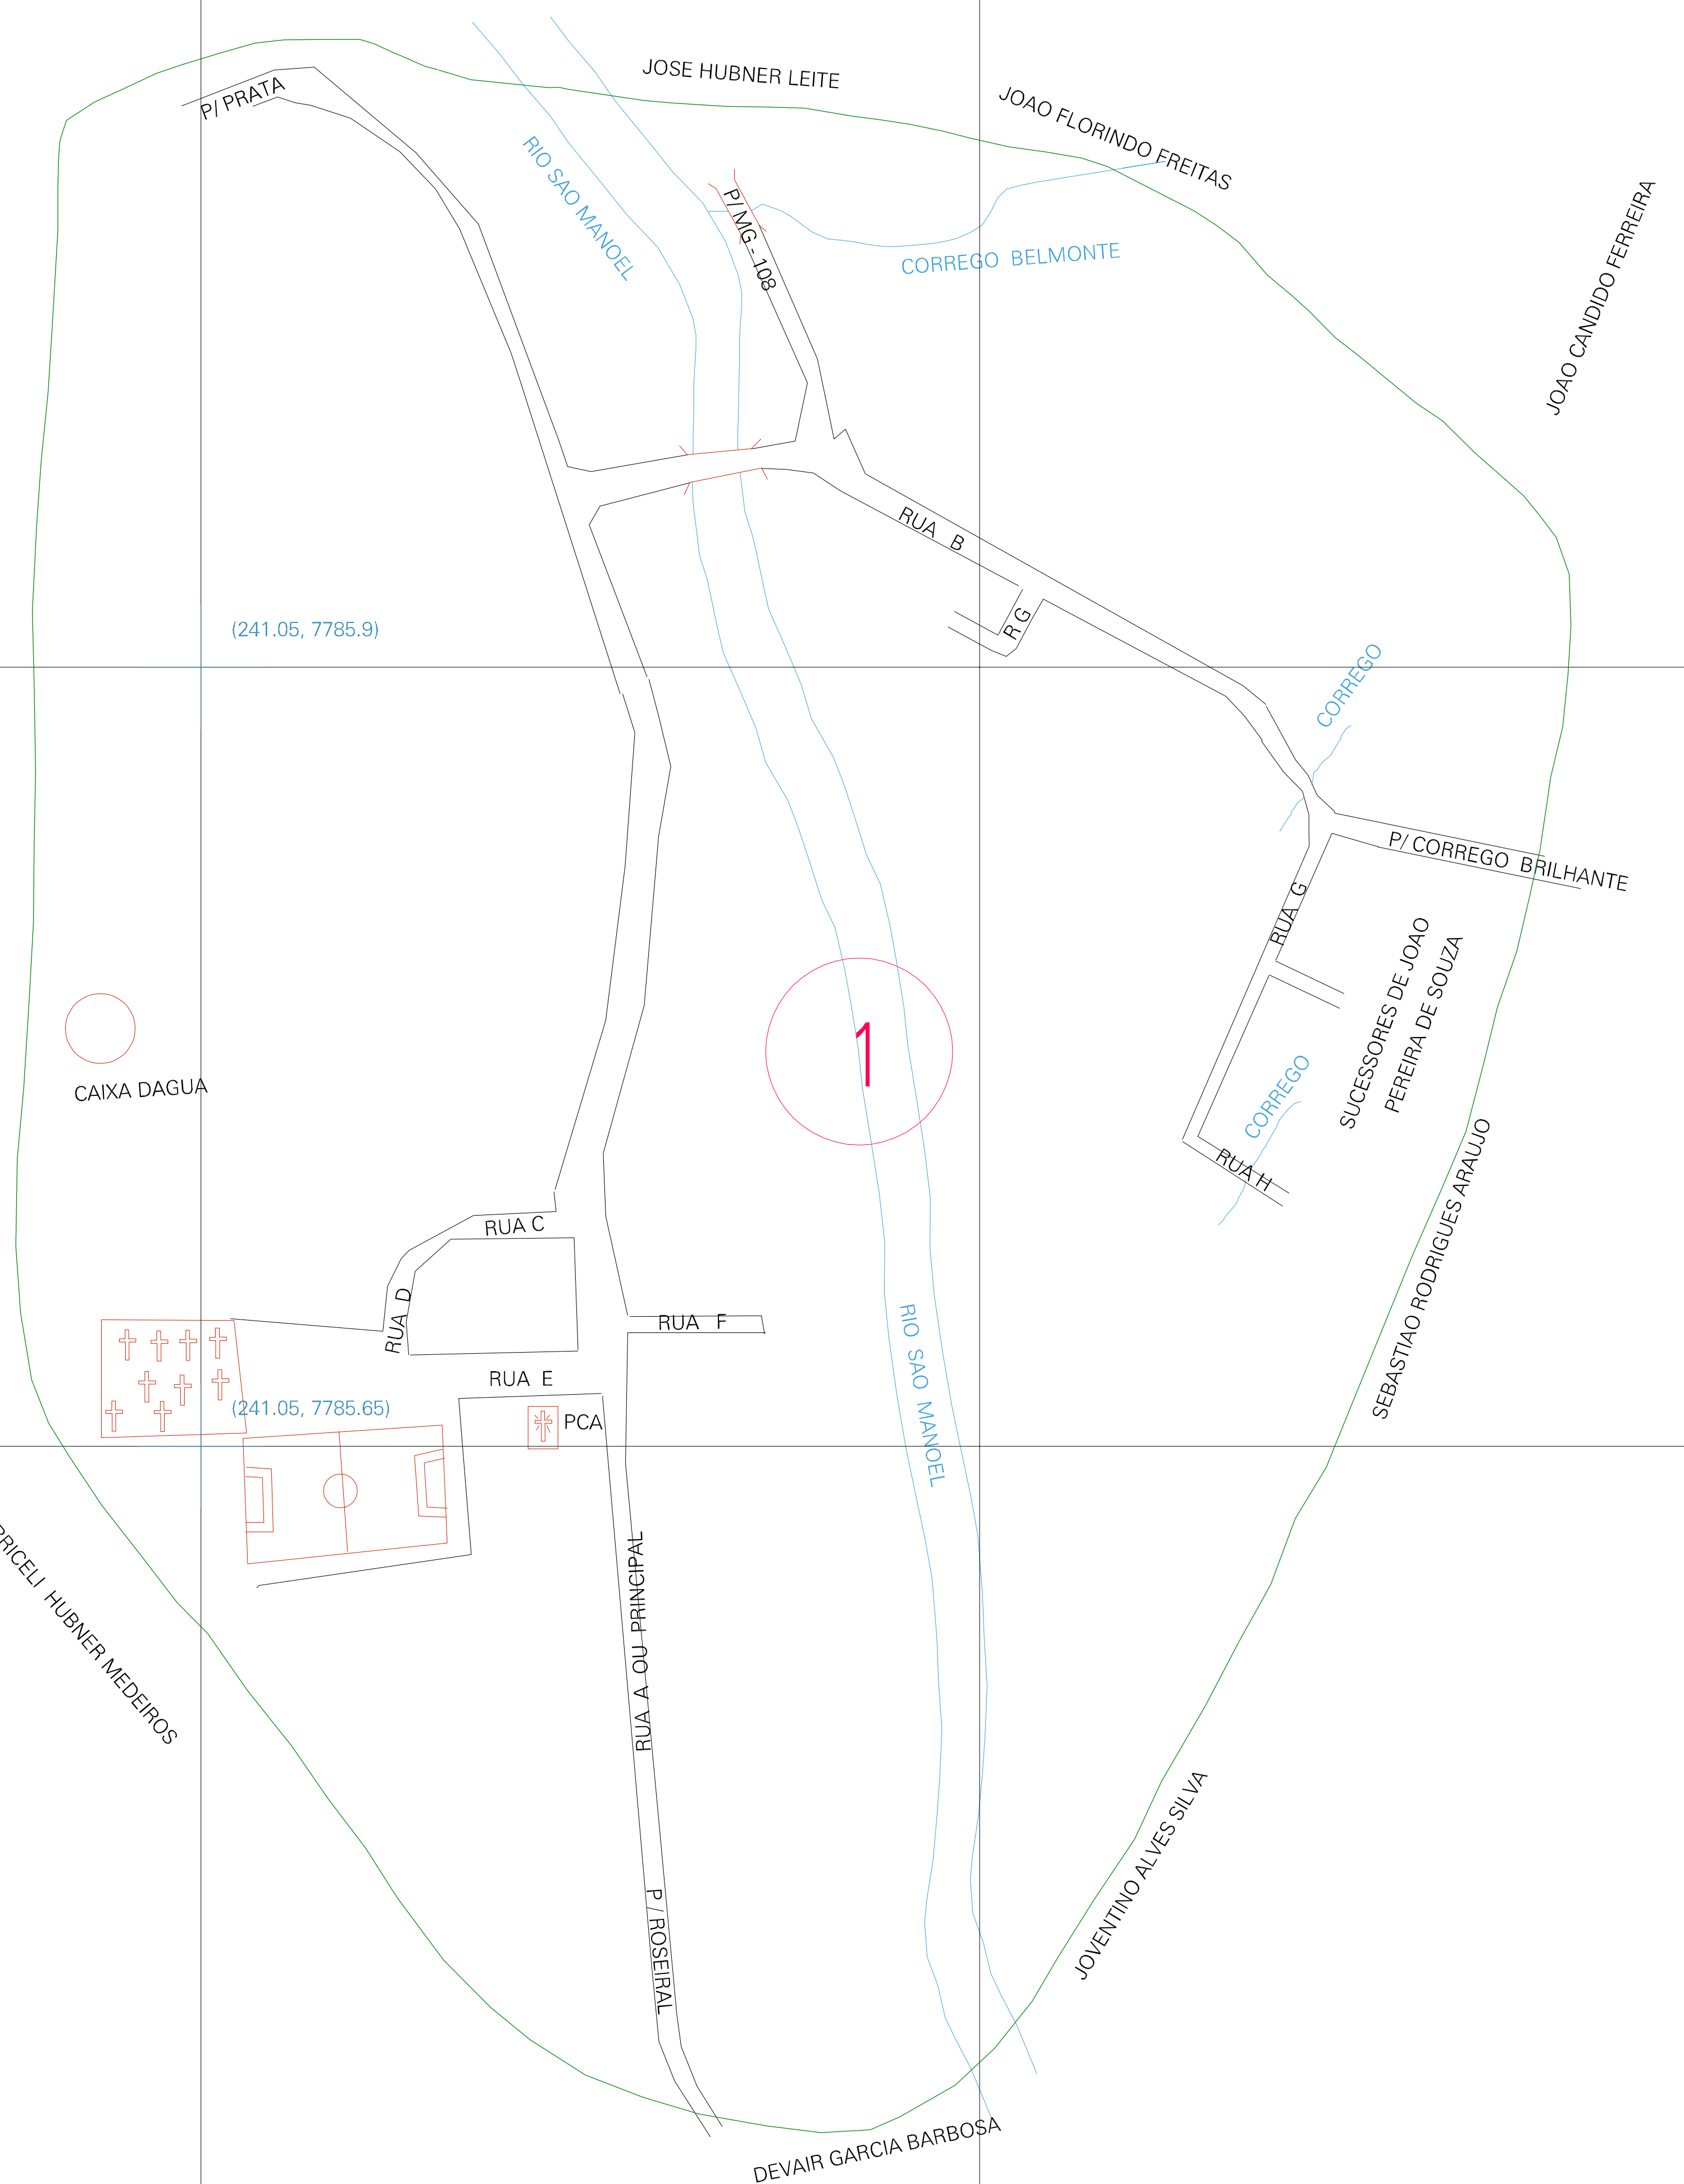 JOSE HUBNER LEITE
P/ PRATA
JOAO FLORINDO FREITAS
RIO SAO MANOEL
P/ MG - 108
CORREGO BELMONTE
JOAO CANDIDO FERREIRA
RUA B
R G
(241.05, 7785.9)
CORREGO
P/ CORREGO BRILHANTE
RUA G
SUCESSORES DE JOAO
PEREIRA DE SOUZA
1
CAIXA DAGUA
CORREGO
RUA H
SEBASTIAO RODRIGUES ARAUJO
RUA C
RUA D
RUA F
RUA E
(241.05, 7785.65)
PCA
RIO SAO MANOEL
RUA A OU PRINCIPAL
HUBNER MEDEIROS
JOVENTINO ALVES SILVA
P/ ROSEIRAL
DEVAIR GARCIA BARBOSA